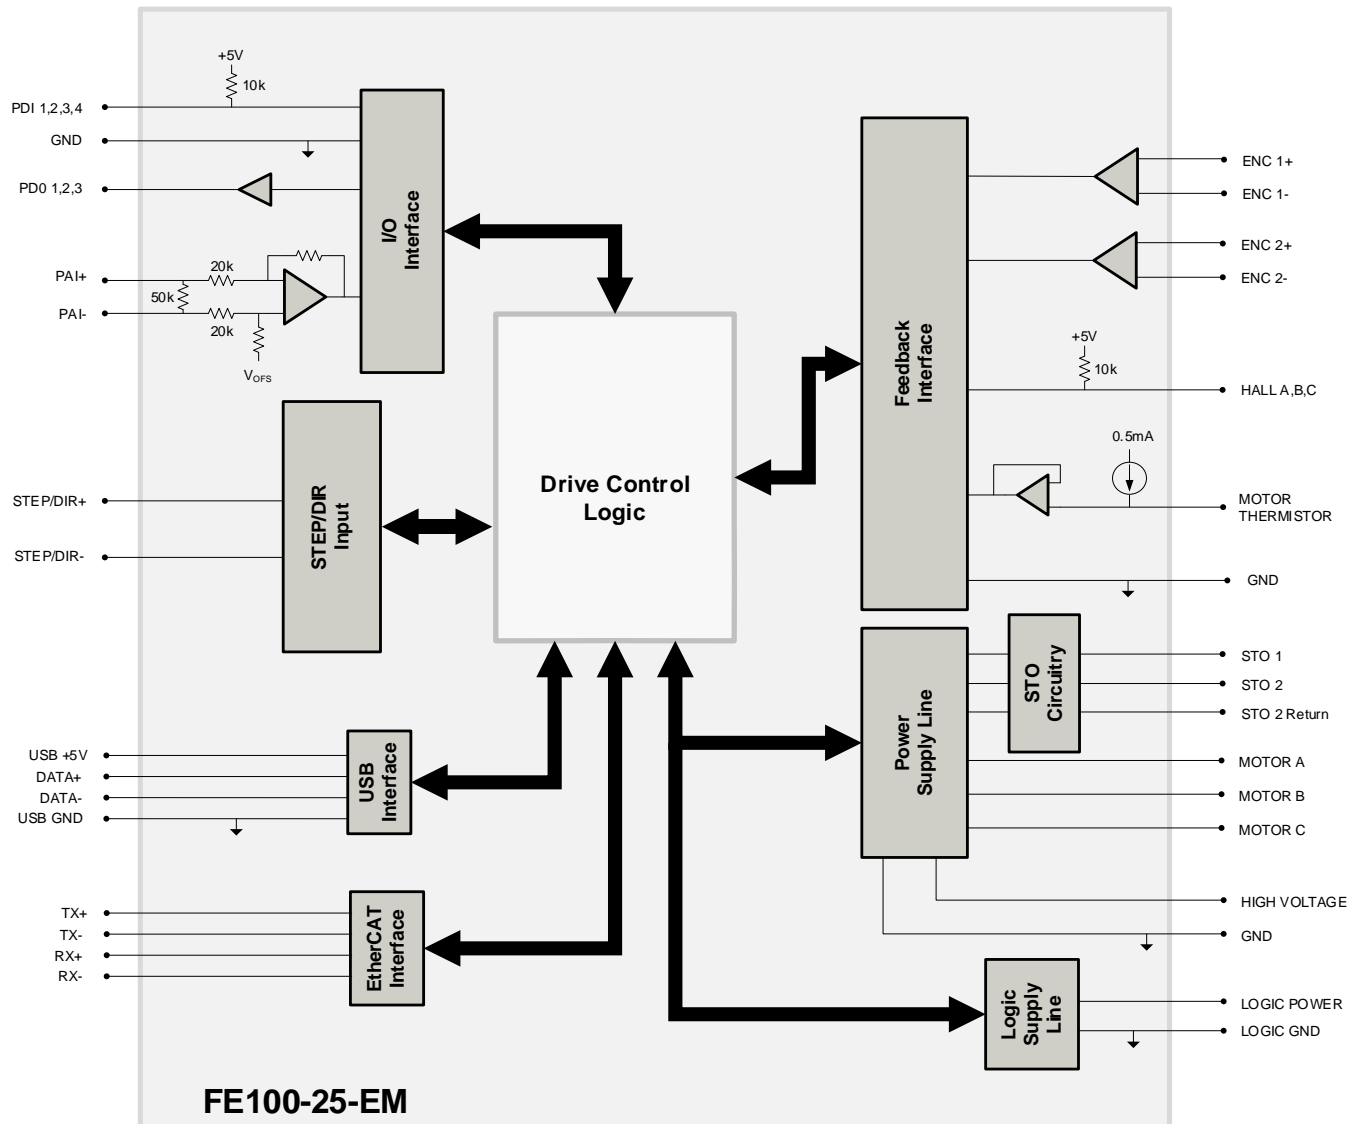 +5V
10k
PDI 1,2,3,4
GND
PD0 1,2,3
PAI+
20k
50k
PAI-
20k
VOFS
I/O
Interface
STEP/DIR+
STEP/DIR-
STEP/DIR
Input
USB +5V
DATA+
DATA-
USB GND
USB
Interface
TX+
TX-
RX+
RX-
EtherCAT
Interface
Drive Control
Logic
Feedback
Interface
ENC 1+
ENC 1-
ENC 2+
ENC 2-
+5V
10k
HALL A,B,C
0.5mA
MOTOR
THERMISTOR
GND
Power
Supply Line
STO
Circuitry
STO 1
STO 2
STO 2 Return
MOTOR A
MOTOR B
MOTOR C
HIGH VOLTAGE
GND
Logic
Supply
Line
LOGIC POWER
LOGIC GND
FE100-25-EM